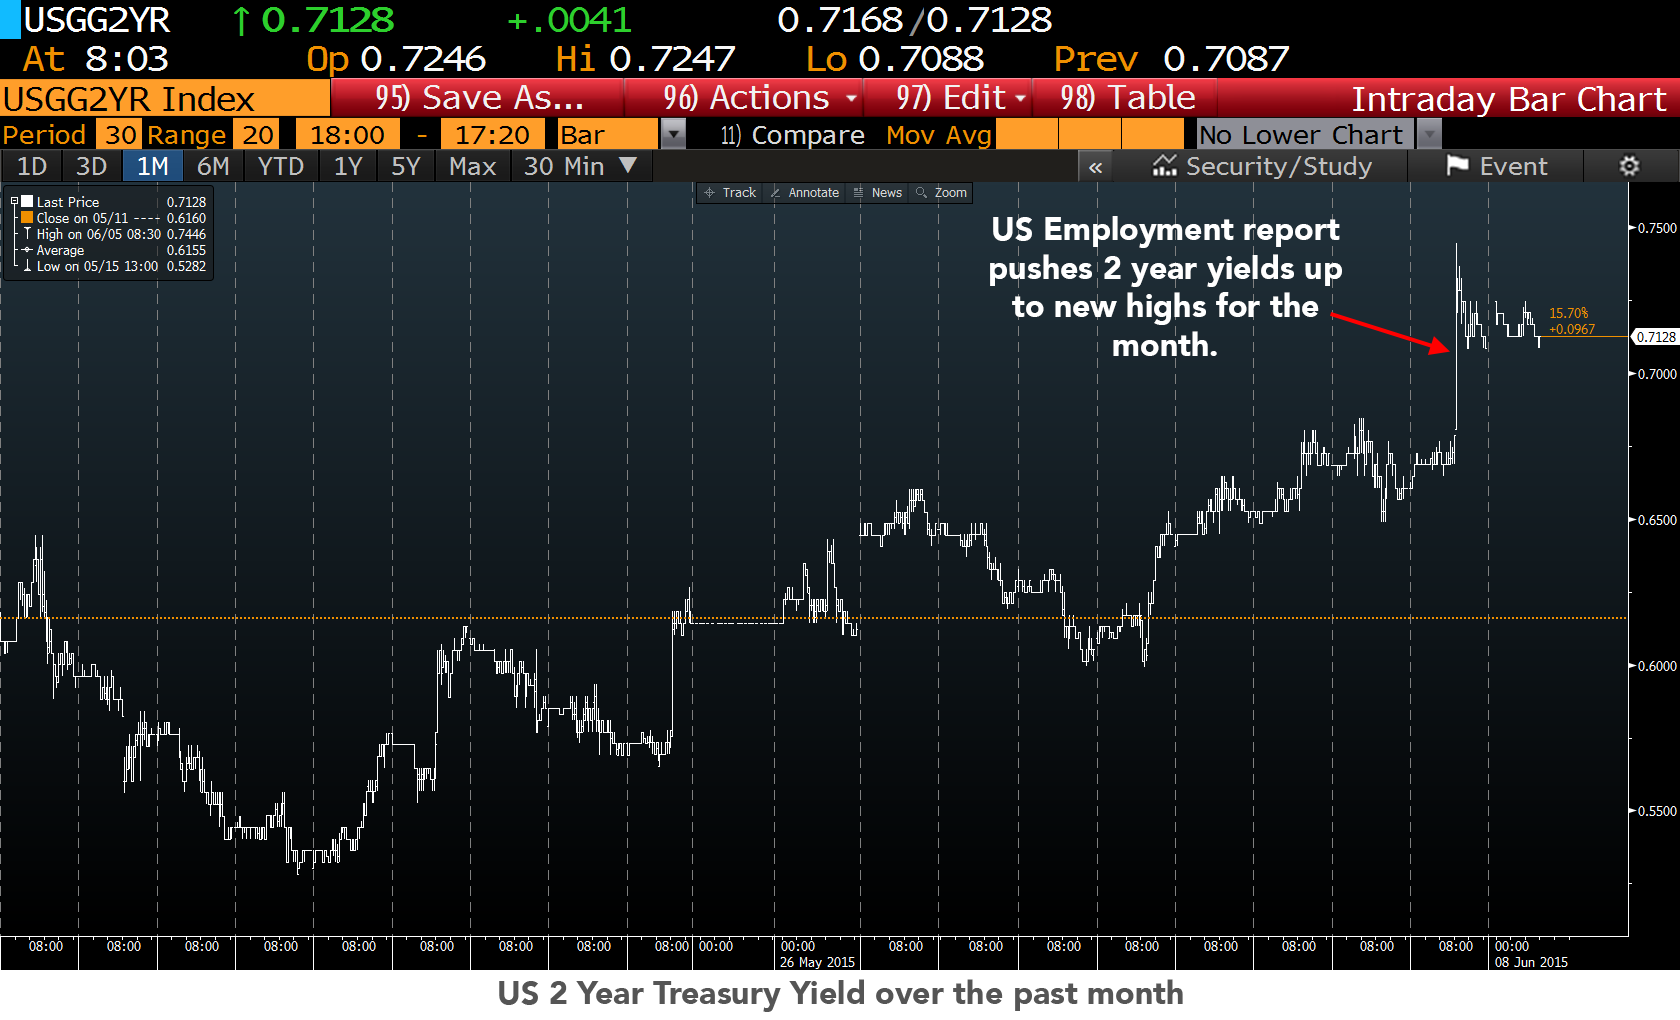 USGG2YR ↑ 0.7128 +.0041 0.7168/0.7128
At 8:03 Op 0.7246 Hi 0.7247 Lo 0.7088 Prev 0.7087
USGG2YR Index 95) Save As... 96) Actions 97) Edit 98) Table Intraday Bar Chart
Period 30 Range 20 18:00 - 17:20 Bar 11) Compare Mov Avg No Lower Chart
1D 3D 1M 6M YTD 1Y 5Y Max 30 Min ▼ « Security/Study Event
Track Annotate News Zoom
Last Price 0.7128
Close on 05/11 ---- 0.6160
High on 06/05 08:30 0.7446
Average 0.6155
Low on 05/15 13:00 0.5282
US Employment report
pushes 2 year yields up
to new highs for the
month.
0.7500
15.70%
+0.0967
0.7128
0.7000
0.6500
0.6000
0.5500
08:00 08:00 08:00 08:00 08:00 08:00 08:00 08:00 08:00 00:00 00:00 08:00 08:00 08:00 08:00 08:00 08:00 08:00 08:00 00:00
26 May 2015 08 Jun 2015
US 2 Year Treasury Yield over the past month